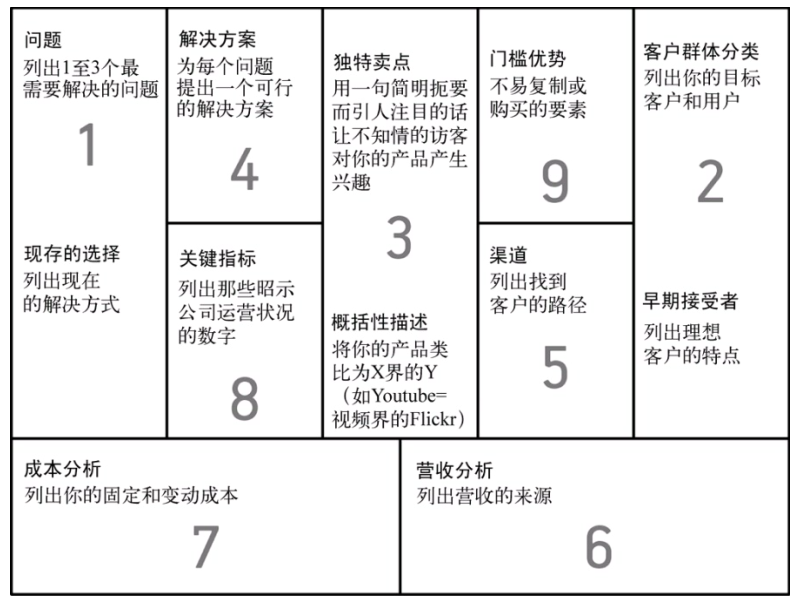 问题
列出1至3个最
需要解决的问题
1
现存的选择
列出现在
的解决方式
解决方案
为每个问题
提出一个可行
的解决方案
4
关键指标
列出那些昭示
公司运营状况
的数字
8
独特卖点
用一句简明扼要
而引人注目的话
让不知情的访客
对你的产品产生
兴趣
3
概括性描述
将你的产品类
比为X界的Y
（如Youtube=
视频界的Flickr）
门槛优势
不易复制或
购买的要素
9
渠道
列出找到
客户的路径
5
客户群体分类
列出你的目标
客户和用户
2
早期接受者
列出理想
客户的特点
成本分析
列出你的固定和变动成本
7
营收分析
列出营收的来源
6